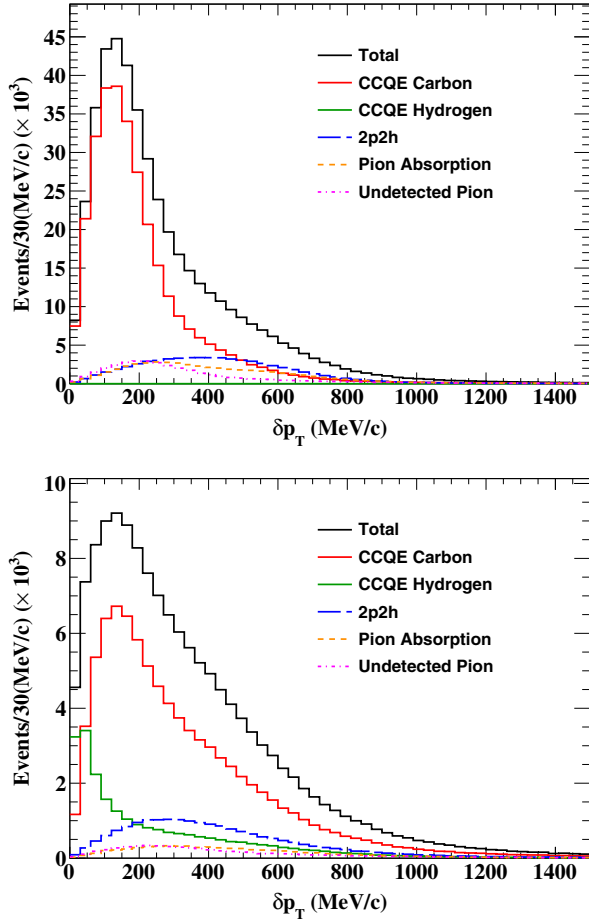 45
40
35
30
25
20
15
10
5
0
Events/30(MeV/c) (× 10³)
Total
CCQE Carbon
CCQE Hydrogen
2p2h
Pion Absorption
Undetected Pion
0 200 400 600 800 1000 1200 1400
δp_T (MeV/c)
10
8
6
4
2
0
Events/30(MeV/c) (× 10³)
Total
CCQE Carbon
CCQE Hydrogen
2p2h
Pion Absorption
Undetected Pion
0 200 400 600 800 1000 1200 1400
δp_T (MeV/c)